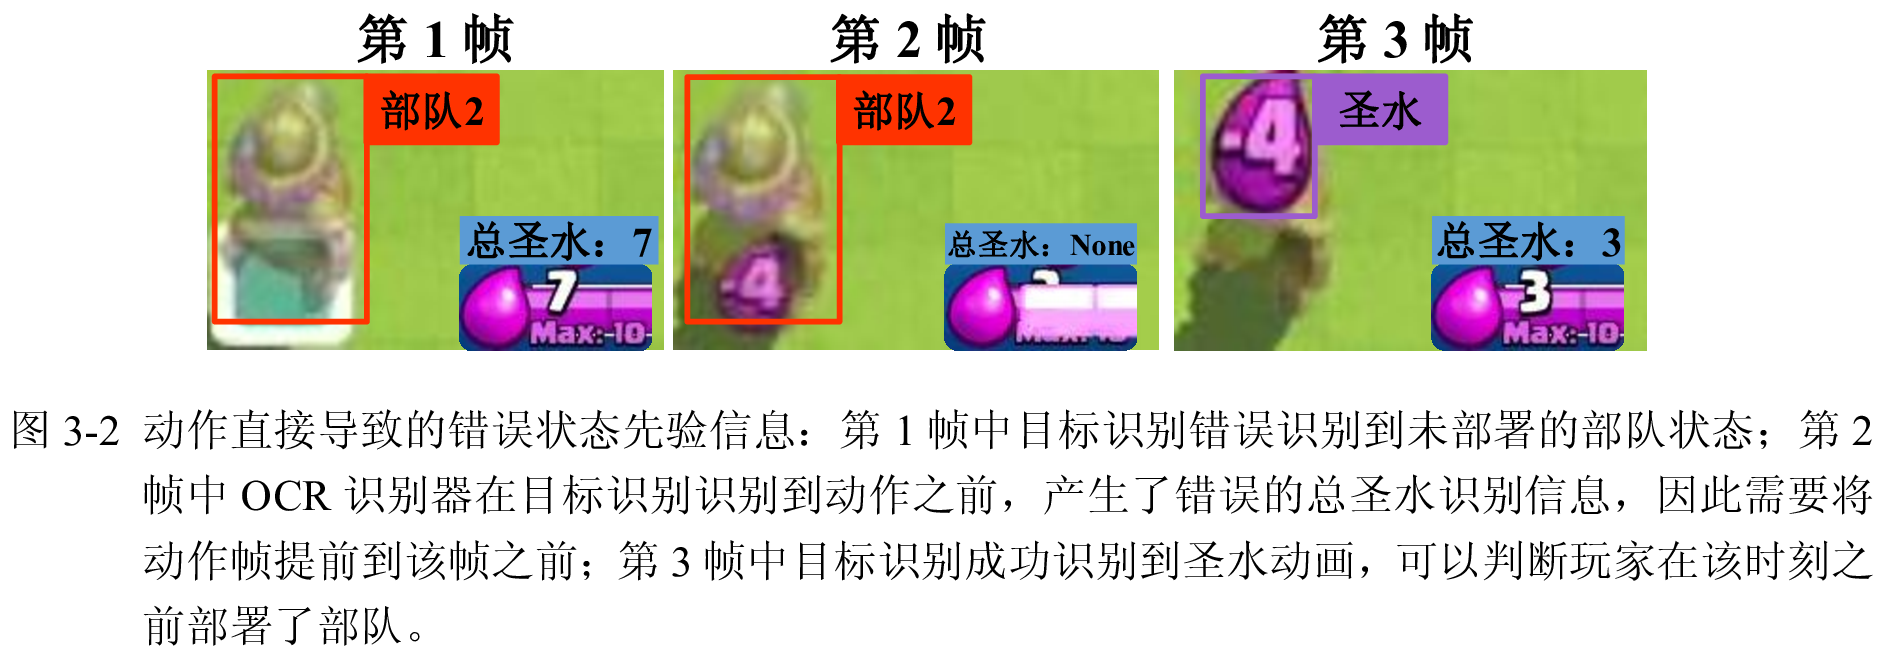 第 1 帧 第 2 帧 第 3 帧
部队2 部队2 -4 圣水
总圣水：7 总圣水：None 总圣水：3
-4
7 3
Max:-10 Max:-10
图 3-2 动作直接导致的错误状态先验信息：第 1 帧中目标识别错误识别到未部署的部队状态；第 2
帧中 OCR 识别器在目标识别识别到动作之前，产生了错误的总圣水识别信息，因此需要将
动作帧提前到该帧之前；第 3 帧中目标识别成功识别到圣水动画，可以判断玩家在该时刻之
前部署了部队。